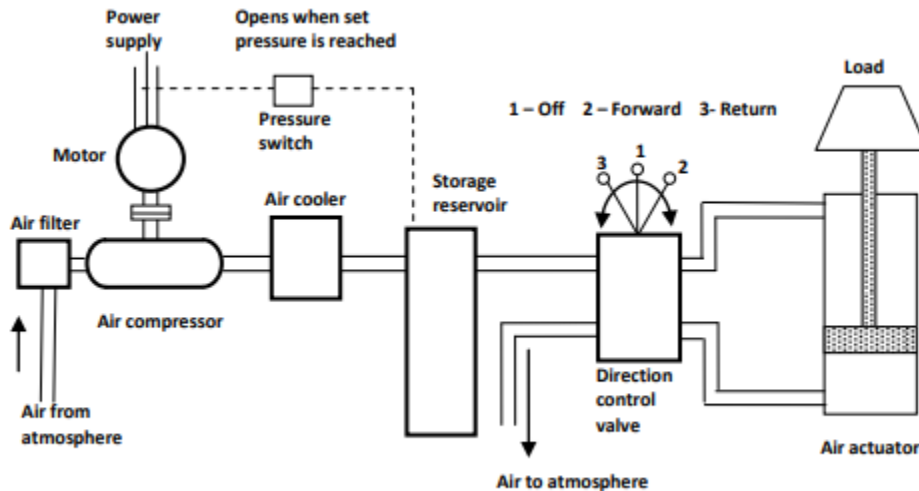 Power
supply
Opens when set
pressure is reached
Load
1 – Off 2 – Forward 3- Return
Pressure
switch
Motor
3
1
2
Storage
reservoir
Air cooler
Air filter
Air compressor
Direction
control
valve
Air from
atmosphere
Air actuator
Air to atmosphere